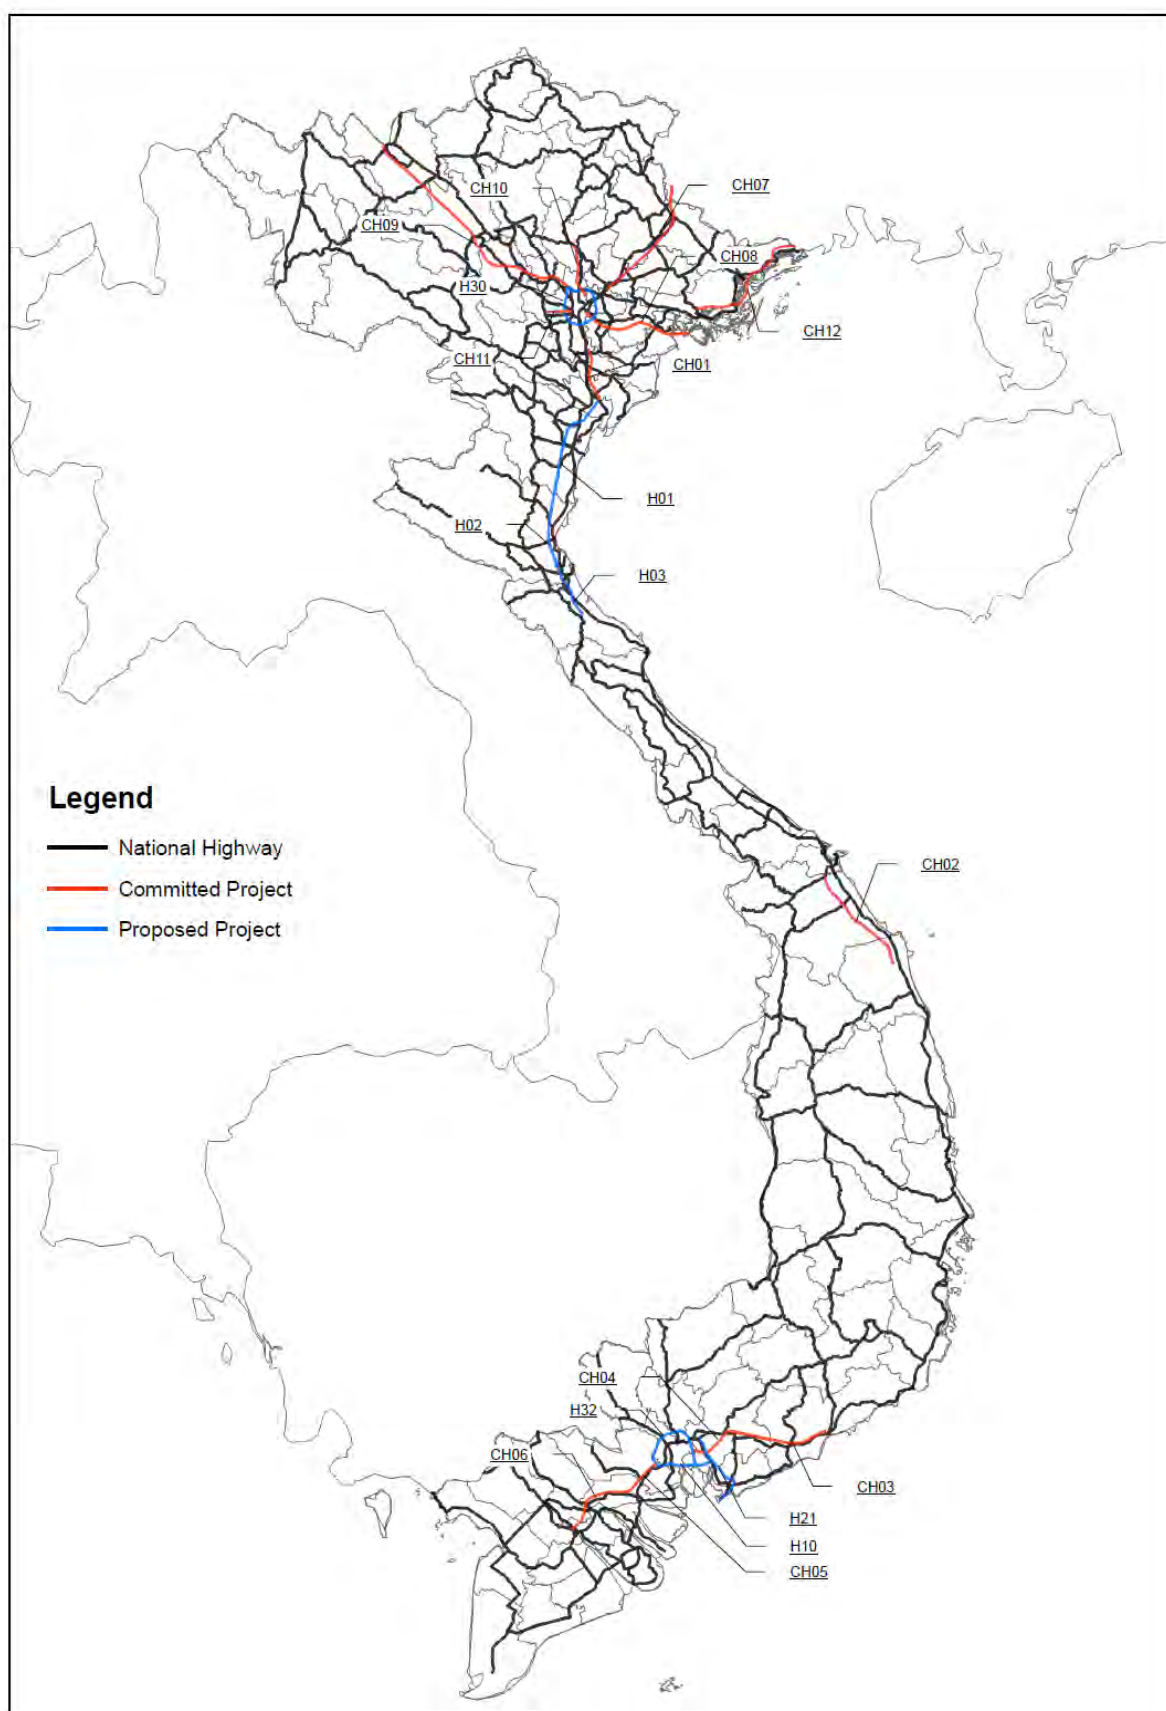 CH10
CH07
CH09
CH08
H30
CH12
CH11
CH01
H01
H02
H03
Legend
National Highway
Committed Project
Proposed Project
CH02
CH04
H32
CH06
CH03
H21
H10
CH05